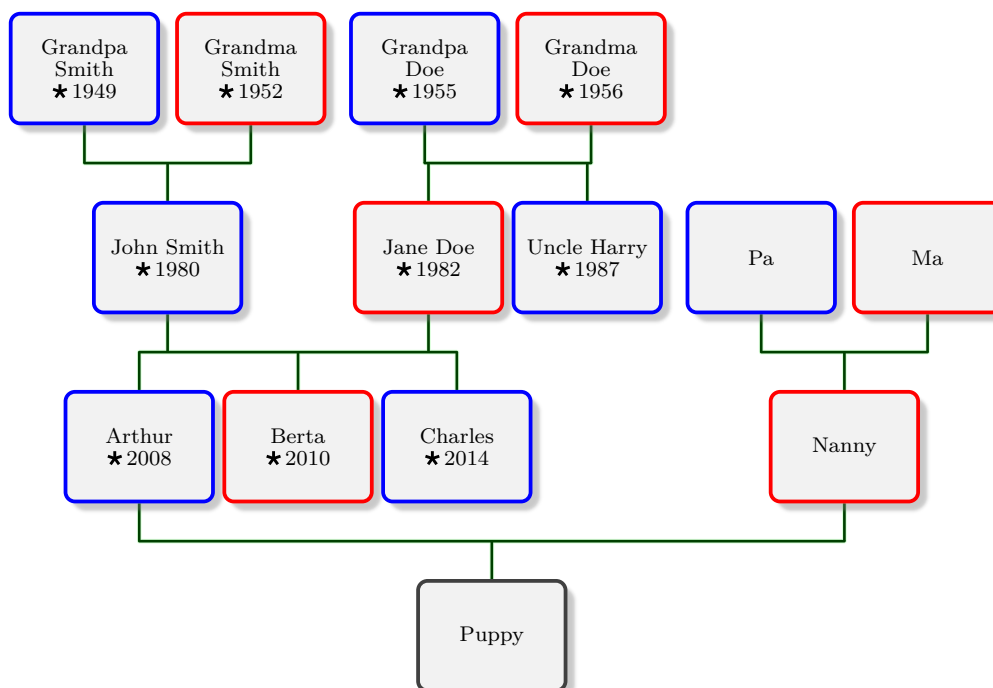 Grandpa
Smith
★1949
Grandma
Smith
★1952
Grandpa
Doe
★1955
Grandma
Doe
★1956
John Smith
★1980
Jane Doe
★1982
Uncle Harry
★1987
Pa
Ma
Arthur
★2008
Berta
★2010
Charles
★2014
Nanny
Puppy